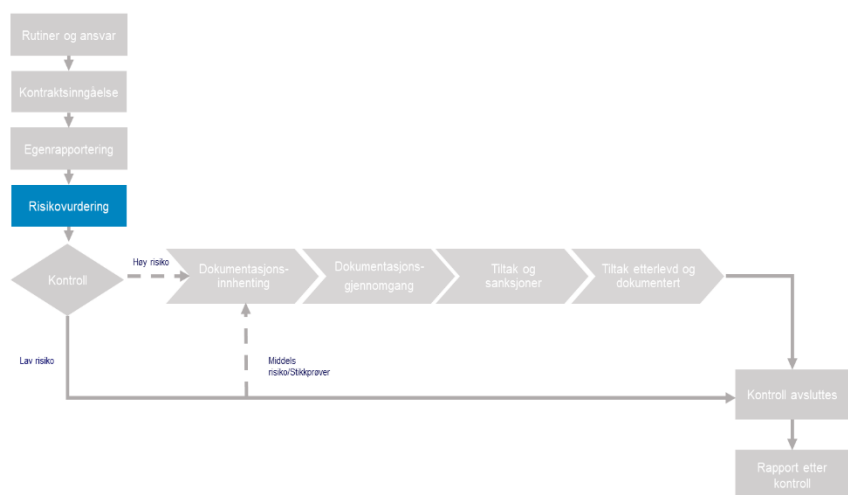 Rutiner og ansvar
Kontraktsinngåelse
Egenrapportering
Risikovurdering
Kontroll
Høy risiko
Dokumentasjons-
innhenting
Dokumentasjons-
gjennomgang
Tiltak og
sanksjoner
Tiltak etterlevd og
dokumentert
Lav risiko
Middels
risiko/Stikkprøver
Kontroll avsluttes
Rapport etter
kontroll